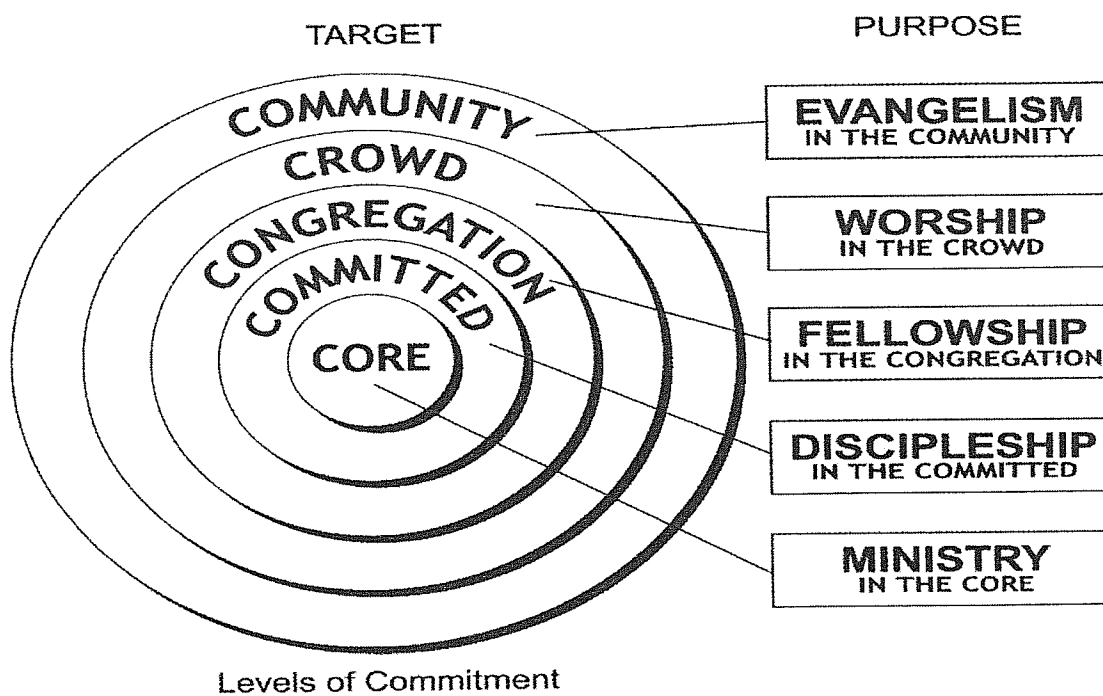 TARGET
PURPOSE
COMMUNITY
CROWD
CONGREGATION
COMMITTED
CORE
EVANGELISM
IN THE COMMUNITY
WORSHIP
IN THE CROWD
FELLOWSHIP
IN THE CONGREGATION
DISCIPLESHIP
IN THE COMMITTED
MINISTRY
IN THE CORE
Levels of Commitment